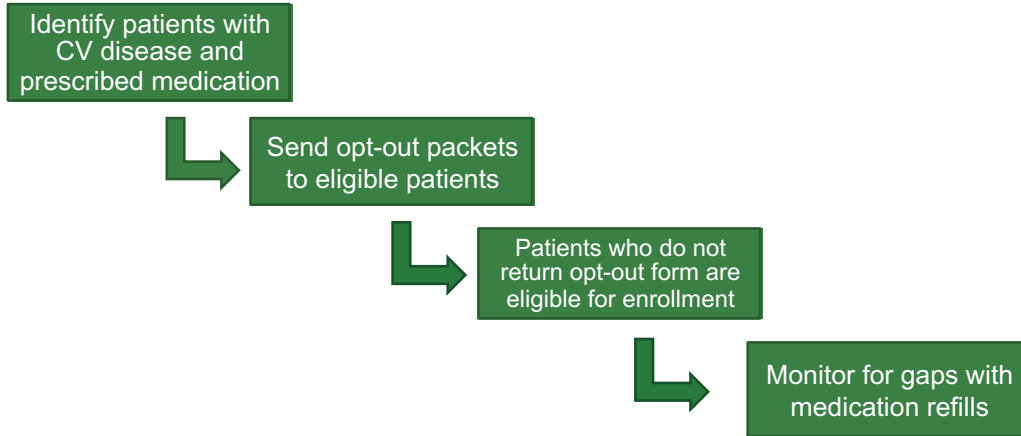 Identify patients with
CV disease and
prescribed medication
Send opt-out packets
to eligible patients
Patients who do not
return opt-out form are
eligible for enrollment
Monitor for gaps with
medication refills